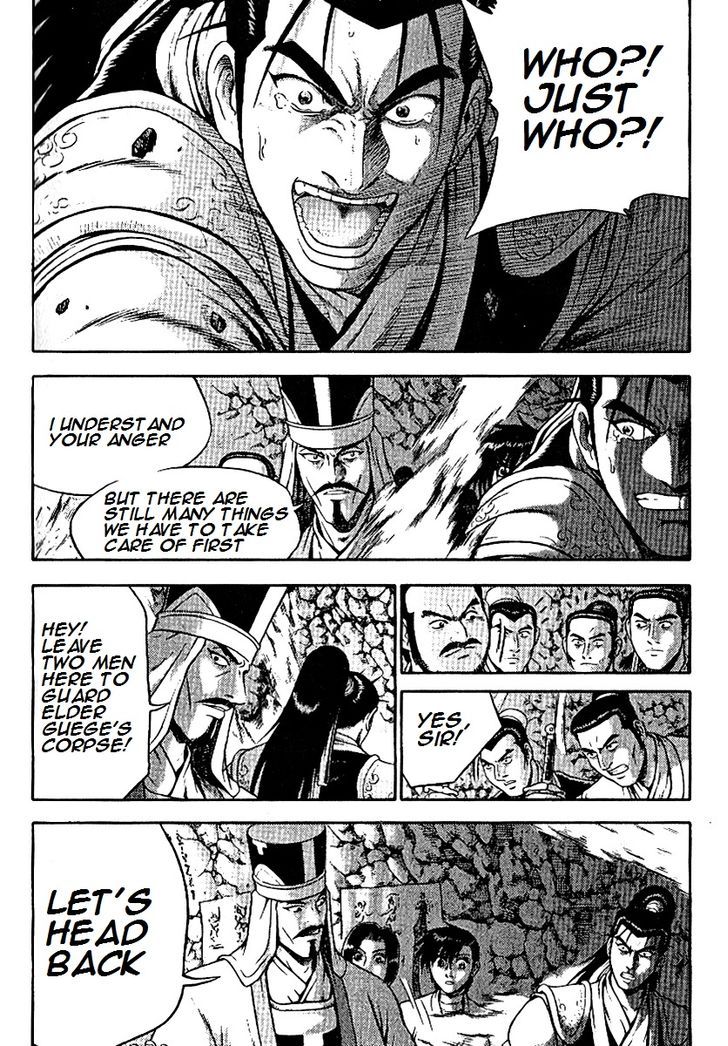 WHO?!
JUST
WHO?!
I UNDERSTAND
YOUR ANGER
BUT THERE ARE
STILL MANY THINGS
WE HAVE TO TAKE
CARE OF FIRST
HEY!
LEAVE
TWO MEN
HERE TO
GUARD
ELDER
GUEGE'S
CORPSE!
YES,
SIR!
LET'S
HEAD
BACK